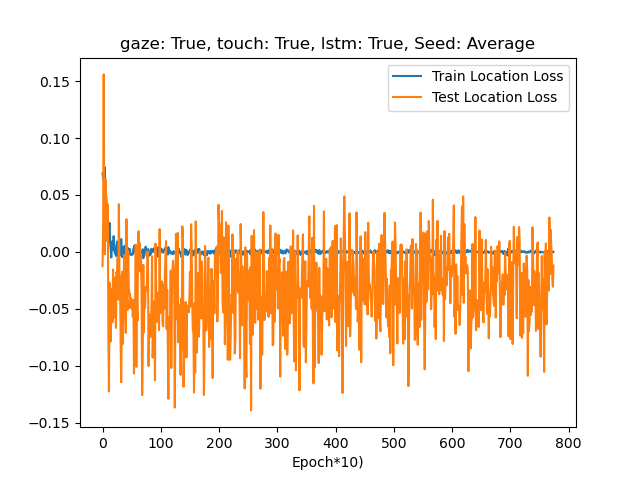 gaze: True, touch: True, lstm: True, Seed: Average
Train Location Loss
Test Location Loss
0.15
0.10
0.05
0.00
−0.05
−0.10
−0.15
0 100 200 300 400 500 600 700 800
Epoch*10)